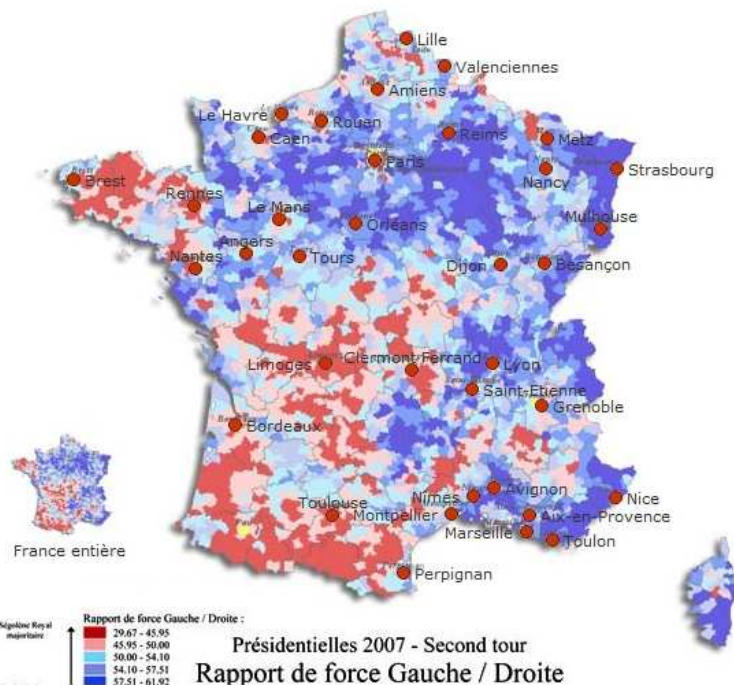 Lille
Valenciennes
Amiens
Le Havre
Rouen
Caen
Reims
Metz
Paris
Strasbourg
Nancy
Brest
Rennes
Le Mans
Orléans
Mulhouse
Angers
Nantes
Tours
Dijon
Besançon
Limoges
Clermont Ferrand
Lyon
Saint-Etienne
Grenoble
Bordeaux
Nîmes
Avignon
Nice
Toulouse
Montpellier
Aix-en-Provence
Marseille
Toulon
Perpignan
France entière
Ségolène Royal
majoritaire
Rapport de force Gauche / Droite :
29.67 - 45.95
45.95 - 50.00
50.00 - 54.10
54.10 - 57.51
57.51 - 61.92
Présidentielles 2007 - Second tour
Rapport de force Gauche / Droite